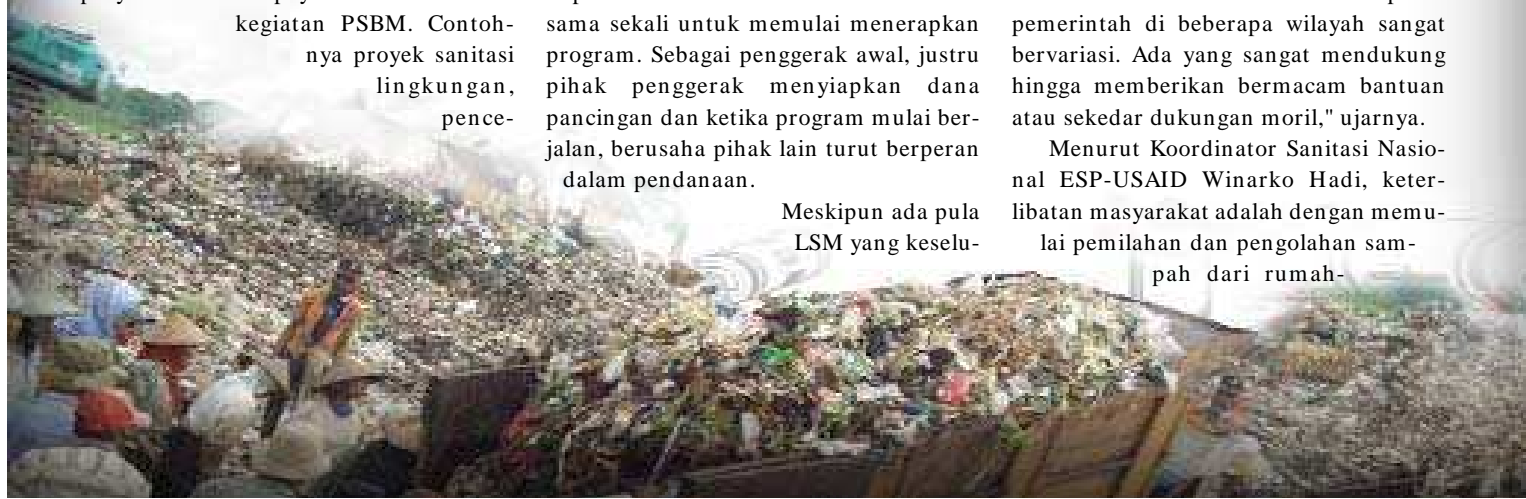 kegiatan PSBM. Contoh-
nya proyek sanitasi
lingkungan,
pence-
sama sekali untuk memulai menerapkan
program. Sebagai penggerak awal, justru
pihak penggerak menyiapkan dana
pancingan dan ketika program mulai ber-
jalan, berusaha pihak lain turut berperan
dalam pendanaan.
Meskipun ada pula
LSM yang keselu-
pemerintah di beberapa wilayah sangat
bervariasi. Ada yang sangat mendukung
hingga memberikan bermacam bantuan
atau sekedar dukungan moril," ujarnya.
Menurut Koordinator Sanitasi Nasio-
nal ESP-USAID Winarko Hadi, keter-
libatan masyarakat adalah dengan memu-
lai pemilahan dan pengolahan sam-
pah dari rumah-